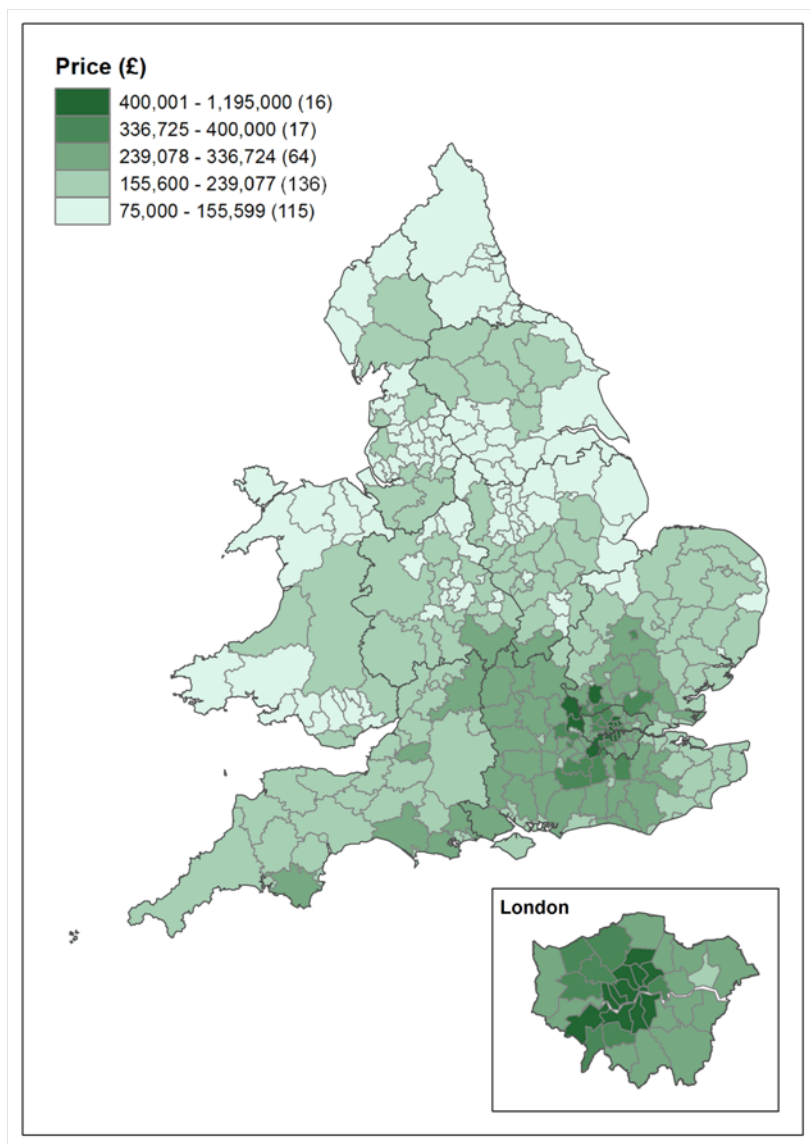 Price (£)
400,001 - 1,195,000 (16)
336,725 - 400,000 (17)
239,078 - 336,724 (64)
155,600 - 239,077 (136)
75,000 - 155,599 (115)
London